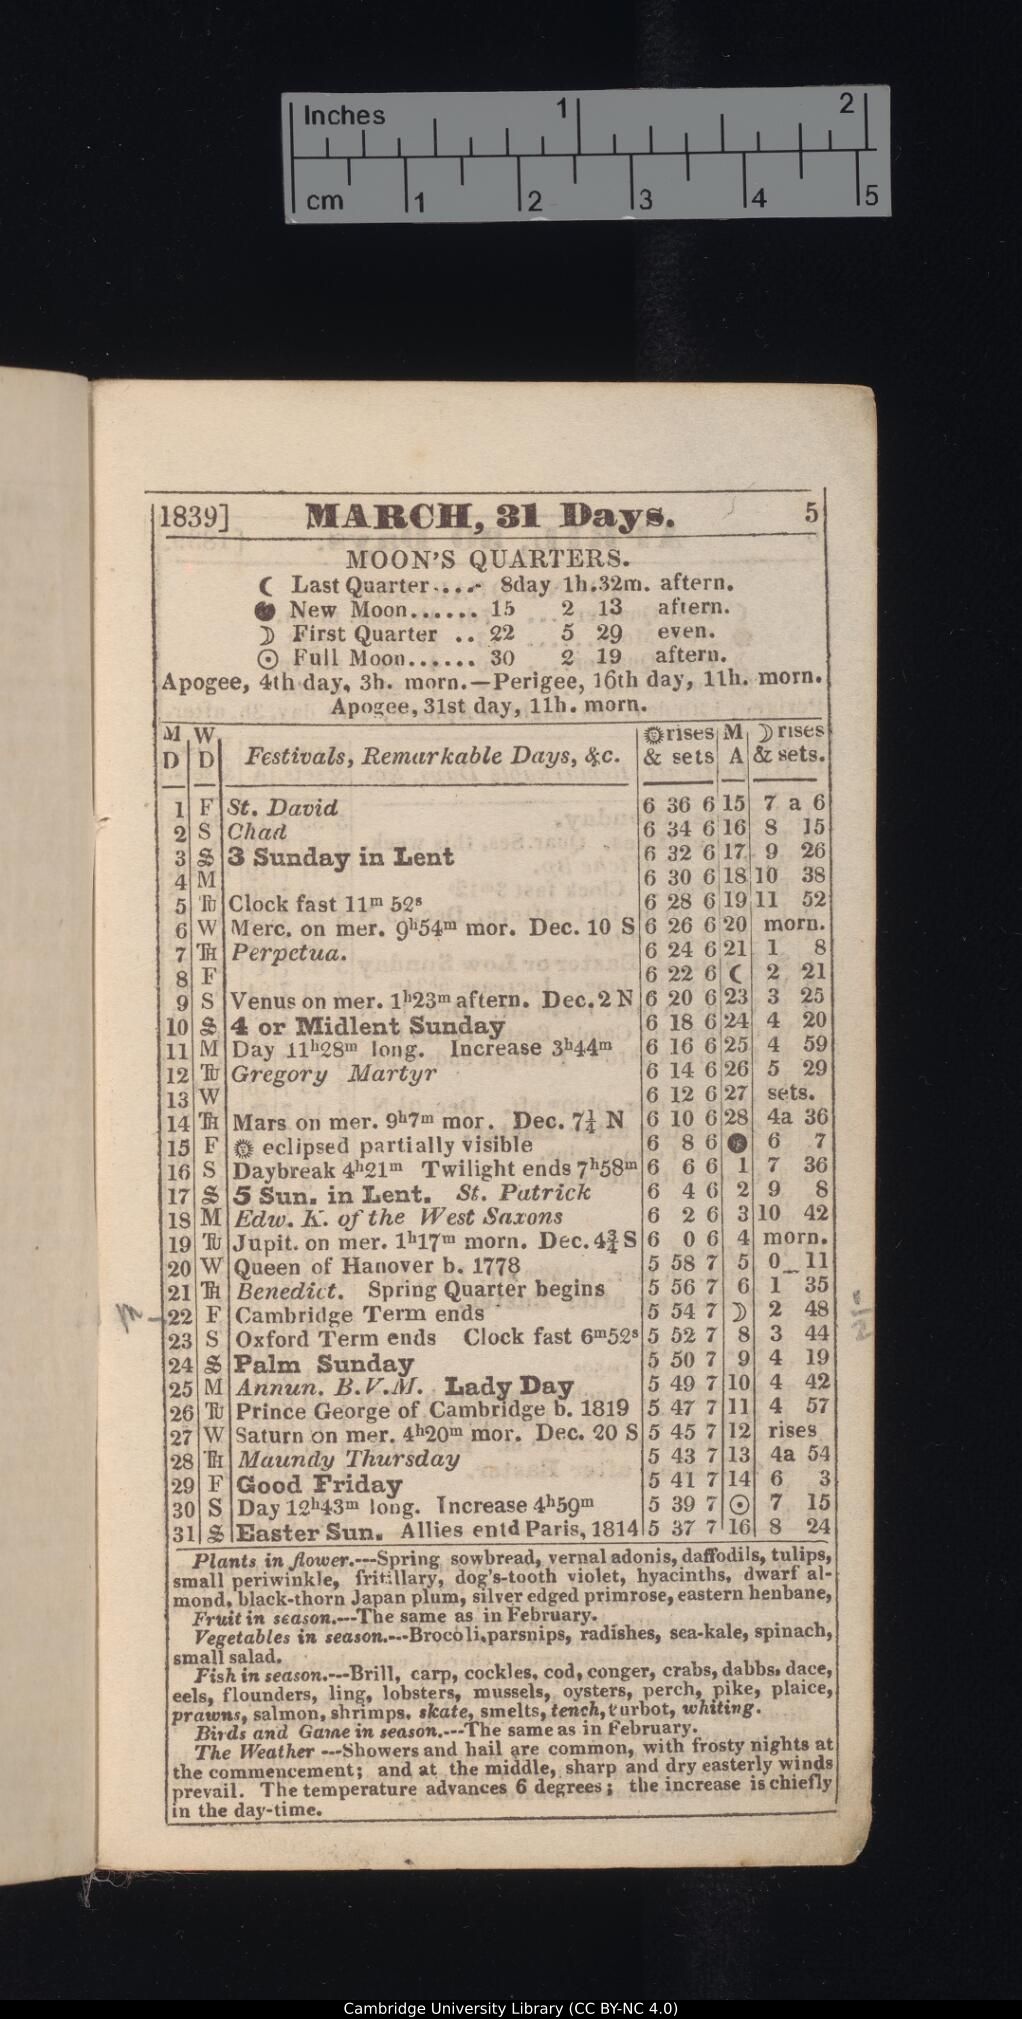 Inches 1 2
cm 1 2 3 4 5
1839] MARCH, 31 Days. 5
MOON'S QUARTERS.
☾ Last Quarter.... 8day 1h.32m. aftern.
● New Moon...... 15 2 13 aftern.
☽ First Quarter .. 22 5 29 even.
☉ Full Moon...... 30 2 19 aftern.
Apogee, 4th day, 3h. morn.—Perigee, 16th day, 11h. morn.
Apogee, 31st day, 11h. morn.
M W ☼rises M ☽rises
D D Festivals, Remarkable Days, &c. & sets A & sets.
1 F St. David 6 36 6 15 7 a 6
2 S Chad 6 34 6 16 8 15
3 S 3 Sunday in Lent 6 32 6 17 9 26
4 M 6 30 6 18 10 38
5 Tu Clock fast 11m 52s 6 28 6 19 11 52
6 W Merc. on mer. 9h54m mor. Dec. 10 S 6 26 6 20 morn.
7 Th Perpetua. 6 24 6 21 1 8
8 F 6 22 6 ☾ 2 21
9 S Venus on mer. 1h23m aftern. Dec. 2 N 6 20 6 23 3 25
10 S 4 or Midlent Sunday 6 18 6 24 4 20
11 M Day 11h28m long. Increase 3h44m 6 16 6 25 4 59
12 Tu Gregory Martyr 6 14 6 26 5 29
13 W 6 12 6 27 sets.
14 Th Mars on mer. 9h7m mor. Dec. 7¼ N 6 10 6 28 4a 36
15 F ☼ eclipsed partially visible 6 8 6 ● 6 7
16 S Daybreak 4h21m Twilight ends 7h58m 6 6 6 1 7 36
17 S 5 Sun. in Lent. St. Patrick 6 4 6 2 9 8
18 M Edw. K. of the West Saxons 6 2 6 3 10 42
19 Tu Jupit. on mer. 1h17m morn. Dec. 4¾ S 6 0 6 4 morn.
20 W Queen of Hanover b. 1778 5 58 7 5 0 11
21 Th Benedict. Spring Quarter begins 5 56 7 6 1 35
22 F Cambridge Term ends 5 54 7 ☽ 2 48
23 S Oxford Term ends Clock fast 6m52s 5 52 7 8 3 44
24 S Palm Sunday 5 50 7 9 4 19
25 M Annun. B.V.M. Lady Day 5 49 7 10 4 42
26 Tu Prince George of Cambridge b. 1819 5 47 7 11 4 57
27 W Saturn on mer. 4h20m mor. Dec. 20 S 5 45 7 12 rises
28 Th Maundy Thursday 5 43 7 13 4a 54
29 F Good Friday 5 41 7 14 6 3
30 S Day 12h43m long. Increase 4h59m 5 39 7 ☉ 7 15
31 S Easter Sun. Allies entd Paris, 1814 5 37 7 16 8 24
Plants in flower.---Spring sowbread, vernal adonis, daffodils, tulips,
small periwinkle, fritillary, dog's-tooth violet, hyacinths, dwarf al-
mond, black-thorn Japan plum, silver edged primrose, eastern henbane,
Fruit in season.---The same as in February.
Vegetables in season.---Brocoli, parsnips, radishes, sea-kale, spinach,
small salad.
Fish in season.---Brill, carp, cockles, cod, conger, crabs, dabbs, dace,
eels, flounders, ling, lobsters, mussels, oysters, perch, pike, plaice,
prawns, salmon, shrimps, skate, smelts, tench, turbot, whiting.
Birds and Game in season.---The same as in February.
The Weather ---Showers and hail are common, with frosty nights at
the commencement; and at the middle, sharp and dry easterly winds
prevail. The temperature advances 6 degrees; the increase is chiefly
in the day-time.
Cambridge University Library (CC BY-NC 4.0)